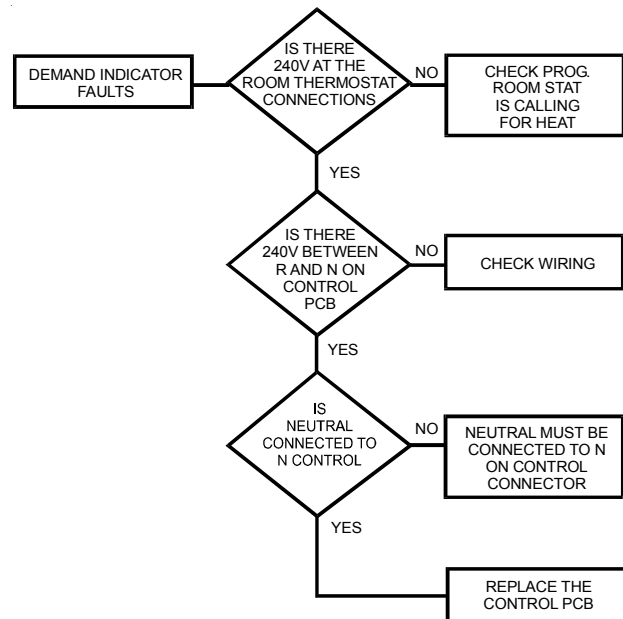 DEMAND INDICATOR
FAULTS
IS THERE
240V AT THE
ROOM THERMOSTAT
CONNECTIONS
NO
CHECK PROG.
ROOM STAT
IS CALLING
FOR HEAT
YES
IS THERE
240V BETWEEN
R AND N ON
CONTROL
PCB
NO
CHECK WIRING
YES
IS
NEUTRAL
CONNECTED TO
N CONTROL
NO
NEUTRAL MUST BE
CONNECTED TO N
ON CONTROL
CONNECTOR
YES
REPLACE THE
CONTROL PCB